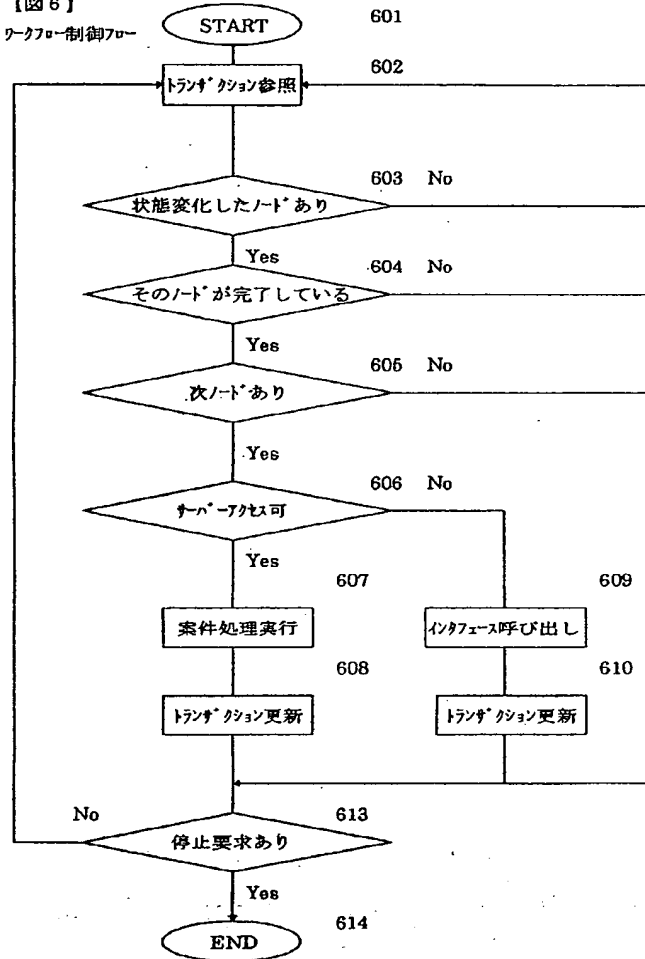 【図6】
ワークフロー制御フロー
START 601
602
トランザクション参照
603 No
状態変化したノードあり
Yes
604 No
そのノードが完了している
Yes
605 No
次ノードあり
Yes
606 No
サーバーアクセス可
Yes
607 609
案件処理実行 インタフェース呼び出し
608 610
トランザクション更新 トランザクション更新
No 613
停止要求あり
Yes
614
END